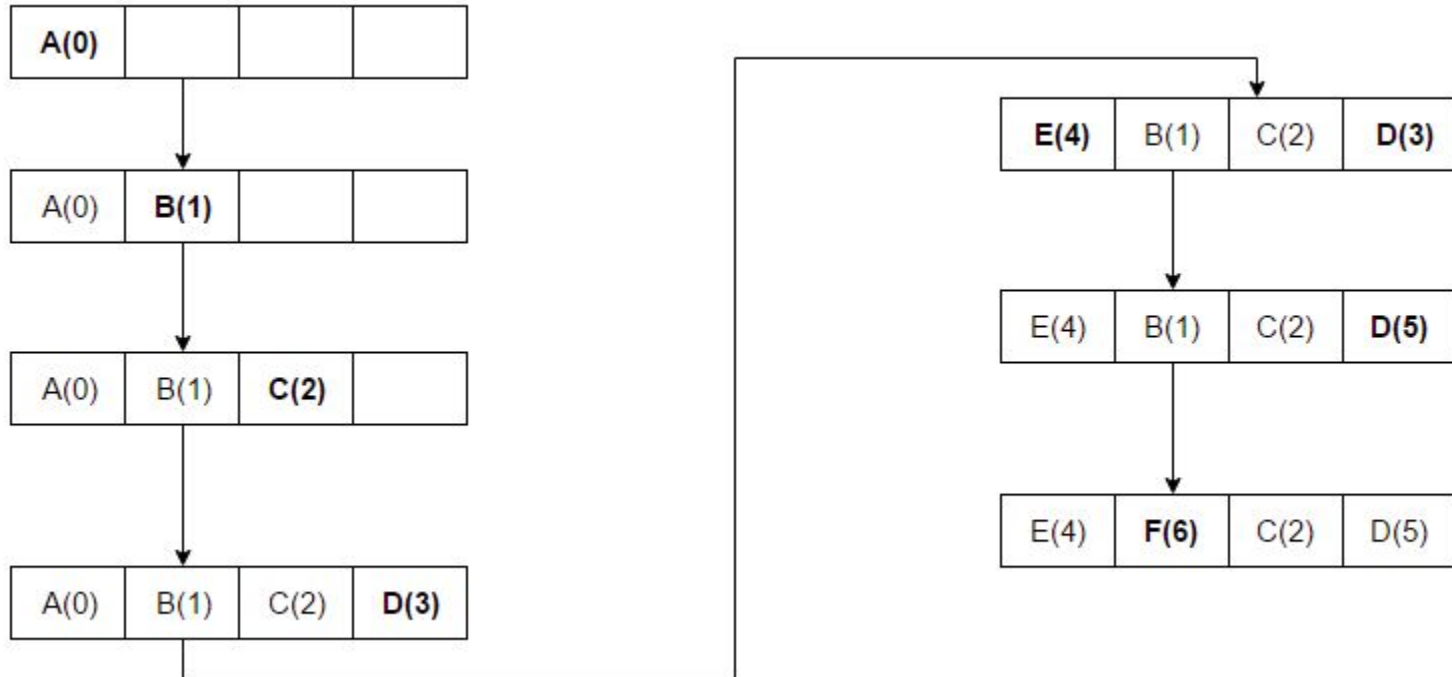 A(0)
A(0) B(1)
A(0) B(1) C(2)
A(0) B(1) C(2) D(3)
E(4) B(1) C(2) D(3)
E(4) B(1) C(2) D(5)
E(4) F(6) C(2) D(5)